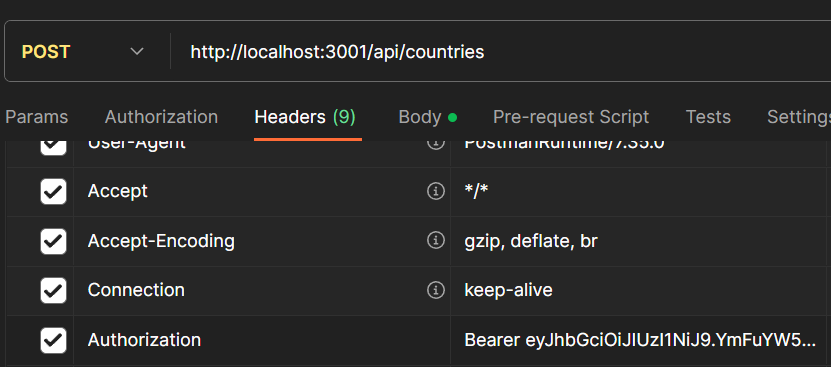 POST http://localhost:3001/api/countries
Params Authorization Headers (9) Body Pre-request Script Tests Settings
User-Agent PostmanRuntime/7.35.0
Accept */*
Accept-Encoding gzip, deflate, br
Connection keep-alive
Authorization Bearer eyJhbGciOiJIUzI1NiJ9.YmFuYW5...